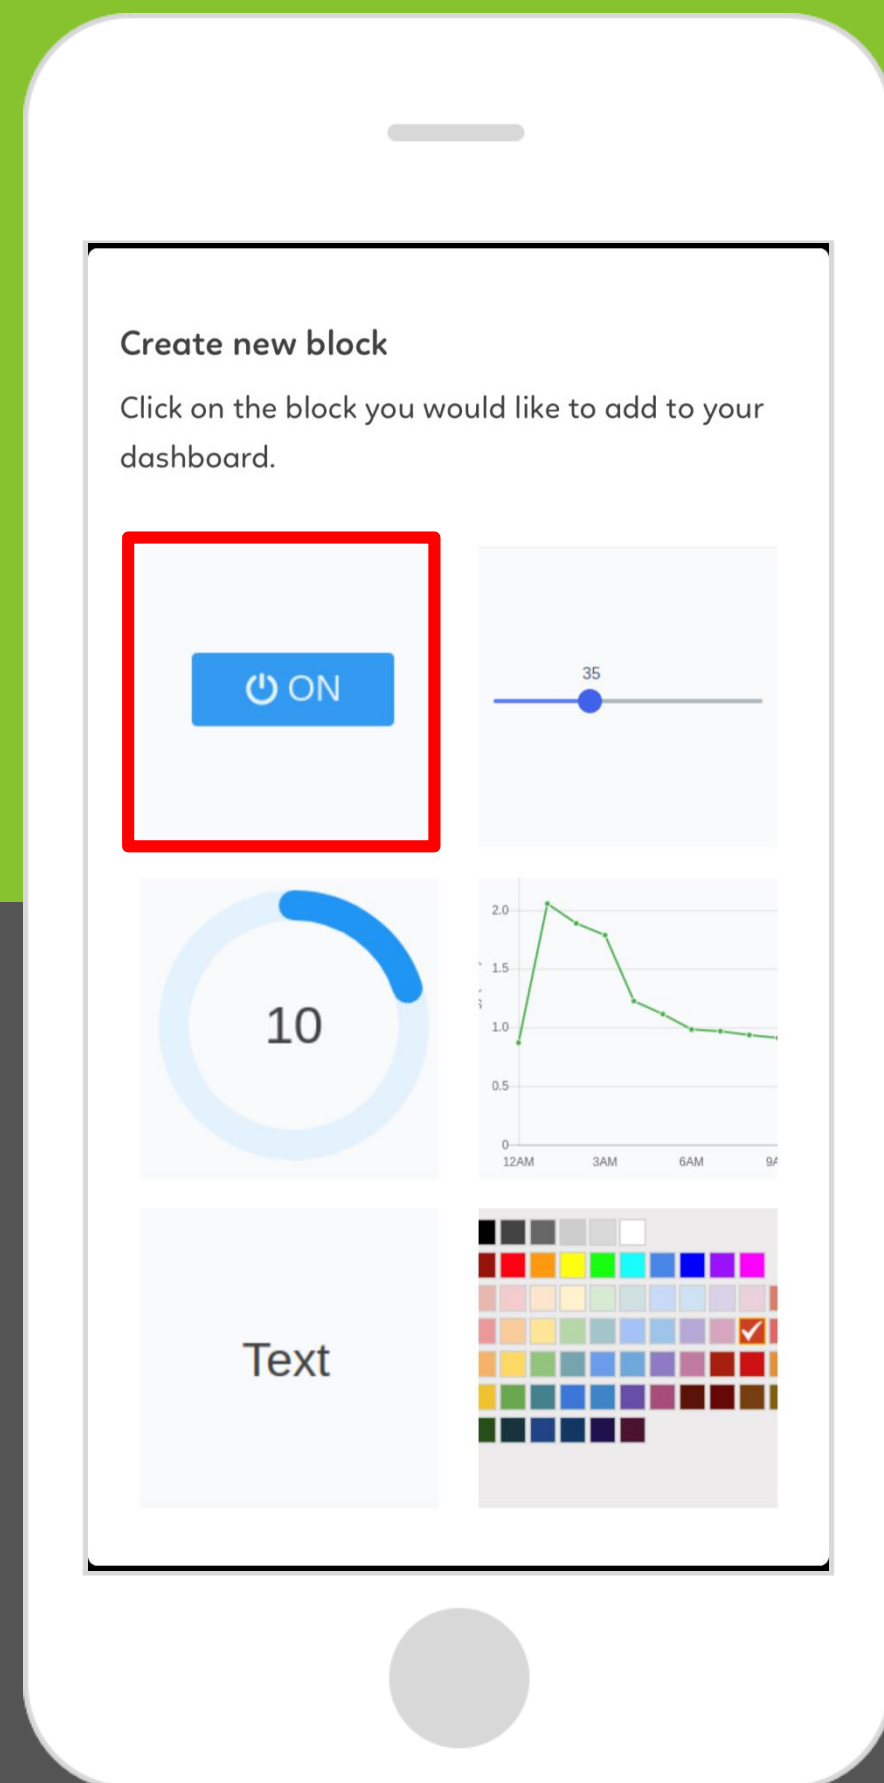 Create new block
Click on the block you would like to add to your
dashboard.
ON
35
10
2.0
1.5
1.0
0.5
0
12AM 3AM 6AM
Text